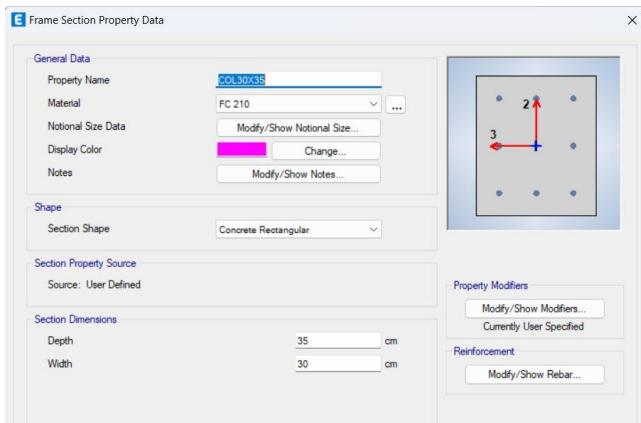 E Frame Section Property Data
General Data
Property Name COL30X35
Material FC 210 ...
Notional Size Data Modify/Show Notional Size...
Display Color Change...
Notes Modify/Show Notes...
2
3
Shape
Section Shape Concrete Rectangular
Section Property Source
Source: User Defined
Property Modifiers
Modify/Show Modifiers...
Currently User Specified
Section Dimensions
Depth 35 cm
Width 30 cm
Reinforcement
Modify/Show Rebar...